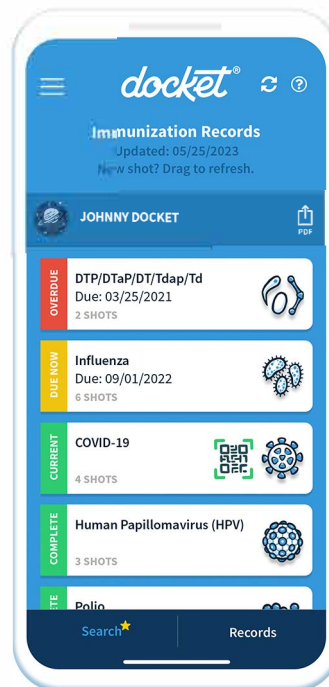 docket®
Immunization Records
Updated: 05/25/2023
New shot? Drag to refresh.
JOHNNY DOCKET
PDF
OVERDUE
DTP/DTaP/DT/Tdap/Td
Due: 03/25/2021
2 SHOTS
DUE NOW
Influenza
Due: 09/01/2022
6 SHOTS
CURRENT
COVID-19
4 SHOTS
COMPLETE
Human Papillomavirus (HPV)
3 SHOTS
Polio
Search
Records